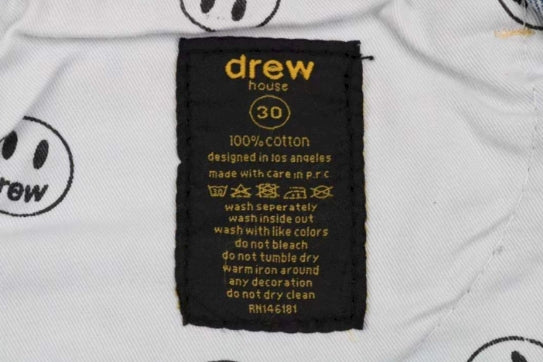 drew
house
30
100% cotton
designed in los angeles
made with care in p.r.c
wash seperately
wash inside out
wash with like colors
do not bleach
do not tumble dry
warm iron around
any decoration
do not dry clean
RN146181
rew